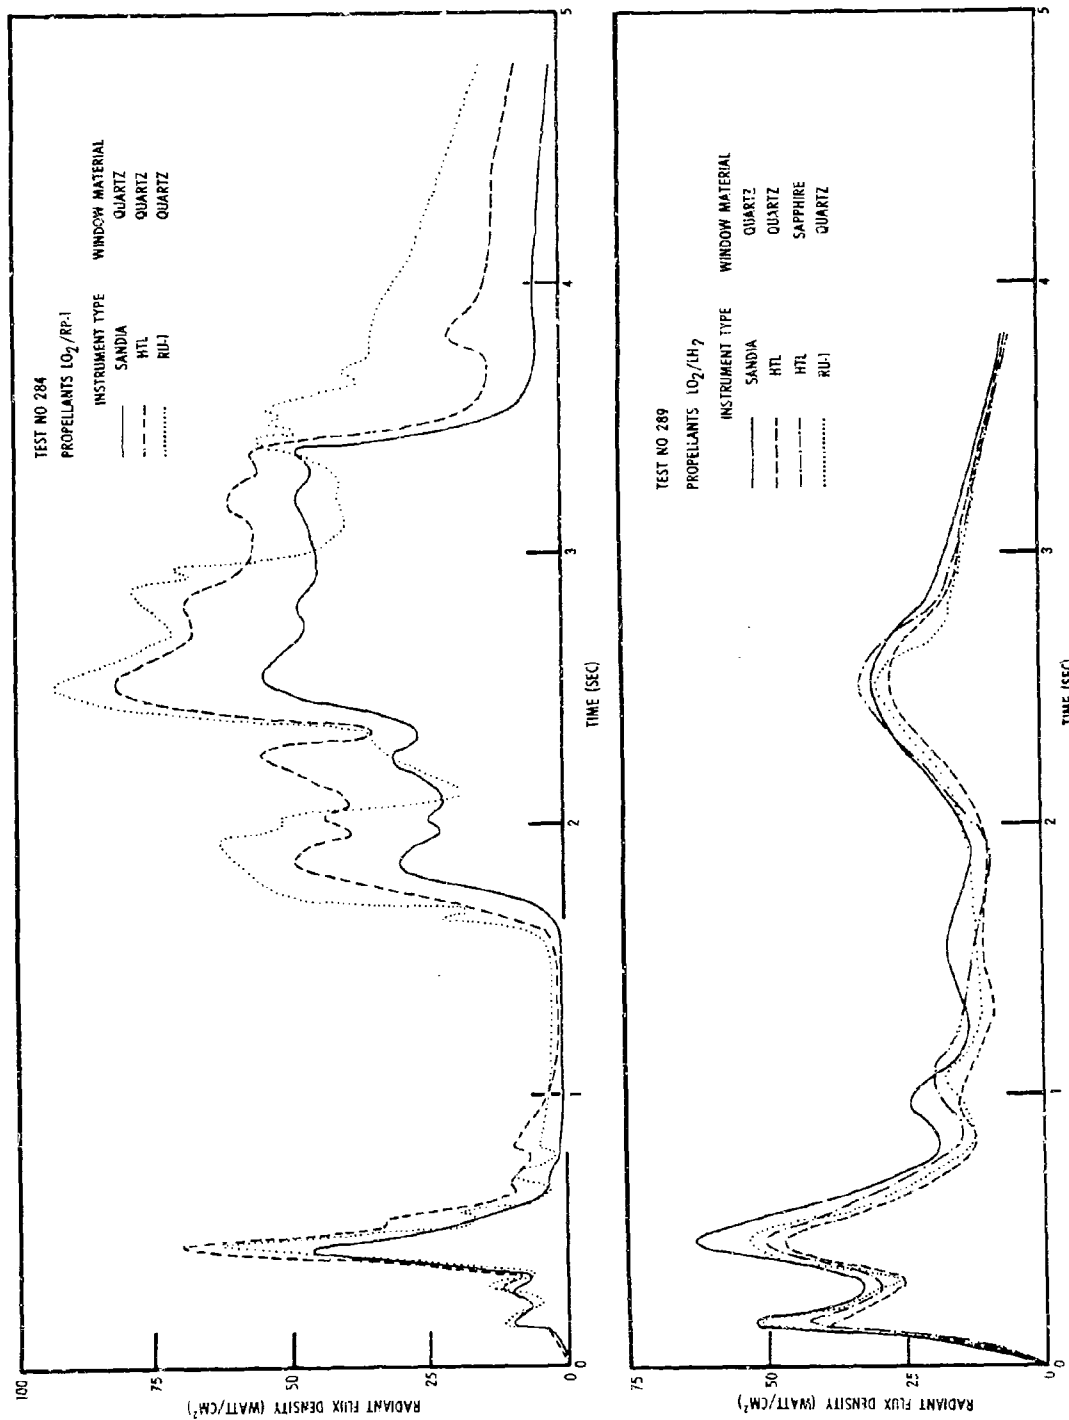 TEST NO 284
PROPELLANTS LO₂/RP-1
INSTRUMENT TYPE WINDOW MATERIAL
SANDIA QUARTZ
HTL QUARTZ
RU-1 QUARTZ
RADIANT FLUX DENSITY (WATT/CM²)
100
75
50
25
0
1
2
3
4
5
TIME (SEC)
TEST NO 289
PROPELLANTS LO₂/LH₂
INSTRUMENT TYPE WINDOW MATERIAL
SANDIA QUARTZ
HTL QUARTZ
HTL SAPPHIRE
RU-1 QUARTZ
RADIANT FLUX DENSITY (WATT/CM²)
75
50
25
0
1
2
3
4
5
TIME (SEC)